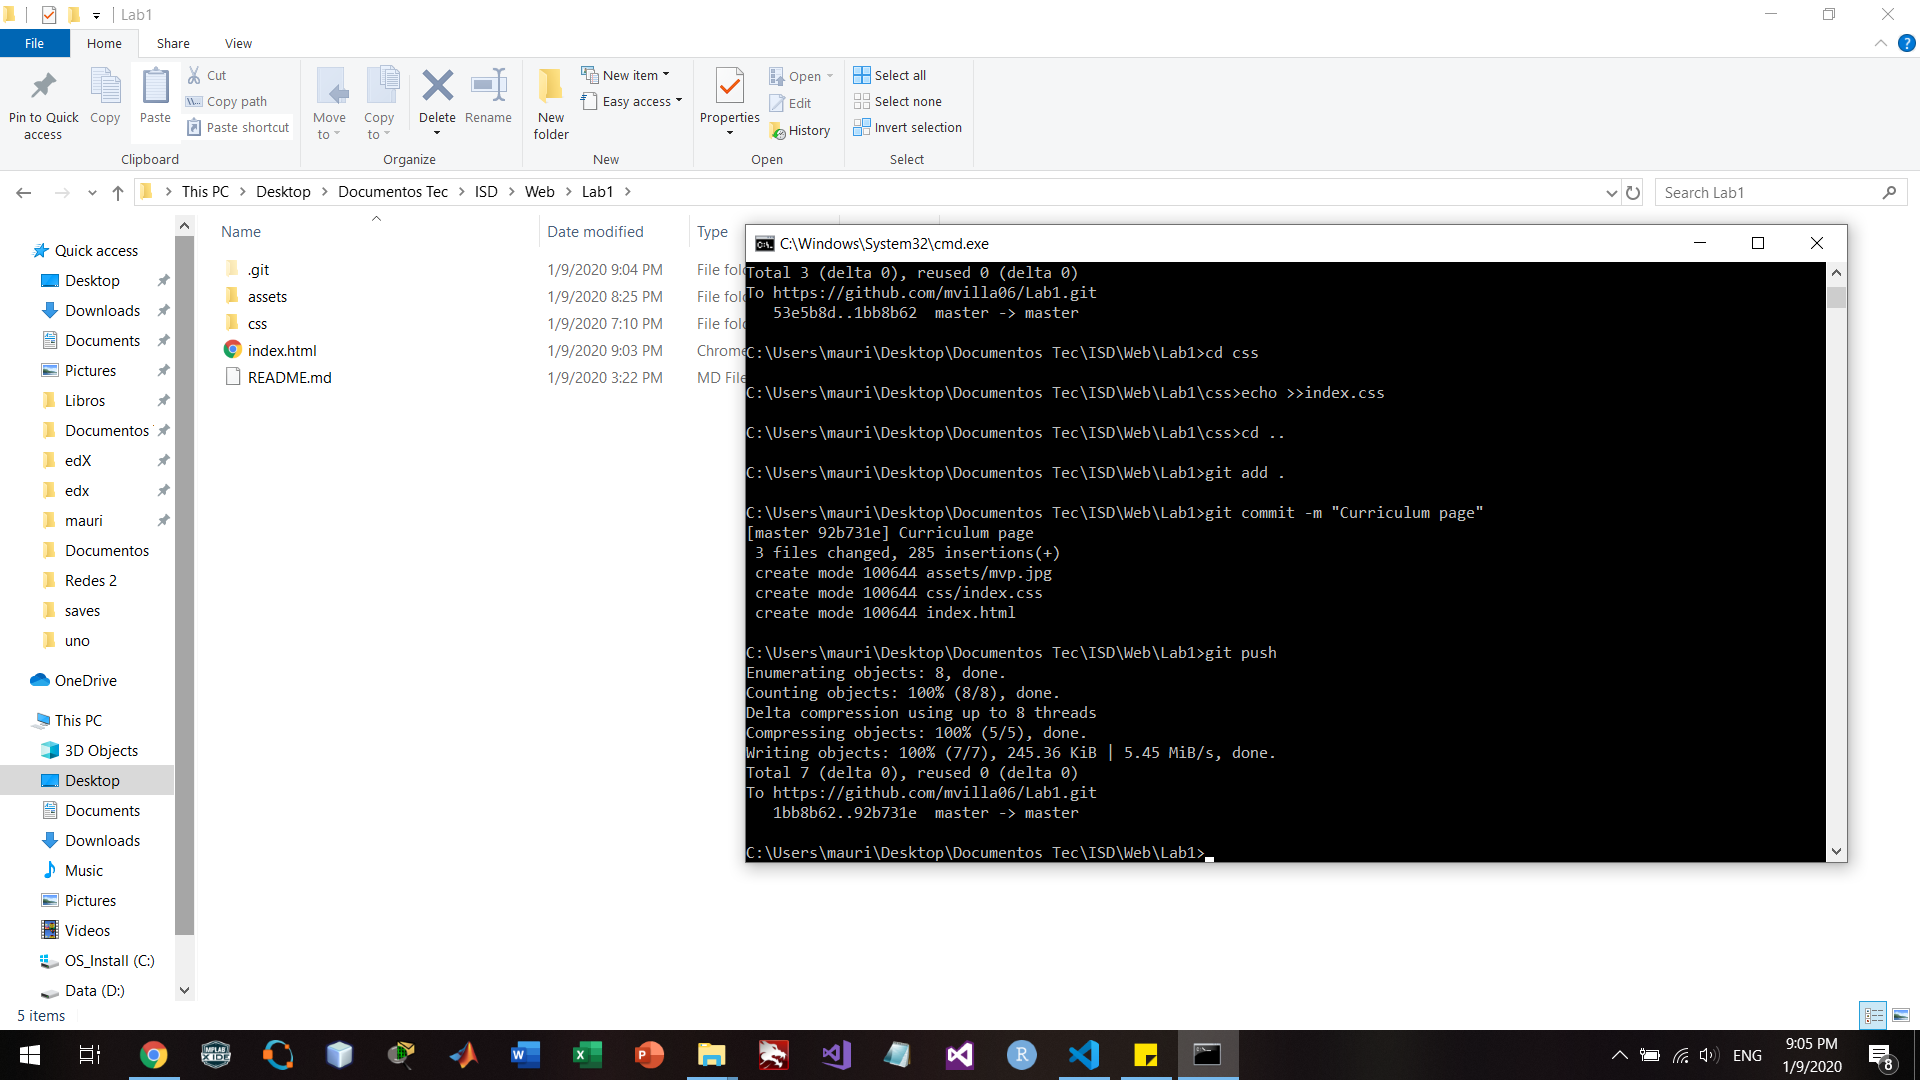 Lab1
File Home Share View
Pin to Quick access
Copy
Paste
Cut
Copy path
Paste shortcut
Clipboard
Move to
Copy to
Delete
Rename
Organize
New folder
New item
Easy access
New
Properties
Open
Edit
History
Open
Select all
Select none
Invert selection
Select
This PC > Desktop > Documentos Tec > ISD > Web > Lab1 >
Search Lab1
Quick access
Desktop
Downloads
Documents
Pictures
Libros
Documentos
edX
edx
mauri
Documentos
Redes 2
saves
uno
OneDrive
This PC
3D Objects
Desktop
Documents
Downloads
Music
Pictures
Videos
OS_Install (C:)
Data (D:)
Name Date modified Type
.git 1/9/2020 9:04 PM File fol
assets 1/9/2020 8:25 PM File fol
css 1/9/2020 7:10 PM File fol
index.html 1/9/2020 9:03 PM Chrome
README.md 1/9/2020 3:22 PM MD File
C:\Windows\System32\cmd.exe
Total 3 (delta 0), reused 0 (delta 0)
To https://github.com/mvilla06/Lab1.git
53e5b8d..1bb8b62 master -> master
C:\Users\mauri\Desktop\Documentos Tec\ISD\Web\Lab1>cd css
C:\Users\mauri\Desktop\Documentos Tec\ISD\Web\Lab1\css>echo >>index.css
C:\Users\mauri\Desktop\Documentos Tec\ISD\Web\Lab1\css>cd ..
C:\Users\mauri\Desktop\Documentos Tec\ISD\Web\Lab1>git add .
C:\Users\mauri\Desktop\Documentos Tec\ISD\Web\Lab1>git commit -m "Curriculum page"
[master 92b731e] Curriculum page
3 files changed, 285 insertions(+)
create mode 100644 assets/mvp.jpg
create mode 100644 css/index.css
create mode 100644 index.html
C:\Users\mauri\Desktop\Documentos Tec\ISD\Web\Lab1>git push
Enumerating objects: 8, done.
Counting objects: 100% (8/8), done.
Delta compression using up to 8 threads
Compressing objects: 100% (5/5), done.
Writing objects: 100% (7/7), 245.36 KiB | 5.45 MiB/s, done.
Total 7 (delta 0), reused 0 (delta 0)
To https://github.com/mvilla06/Lab1.git
1bb8b62..92b731e master -> master
C:\Users\mauri\Desktop\Documentos Tec\ISD\Web\Lab1>
5 items
ENG
9:05 PM
1/9/2020
8